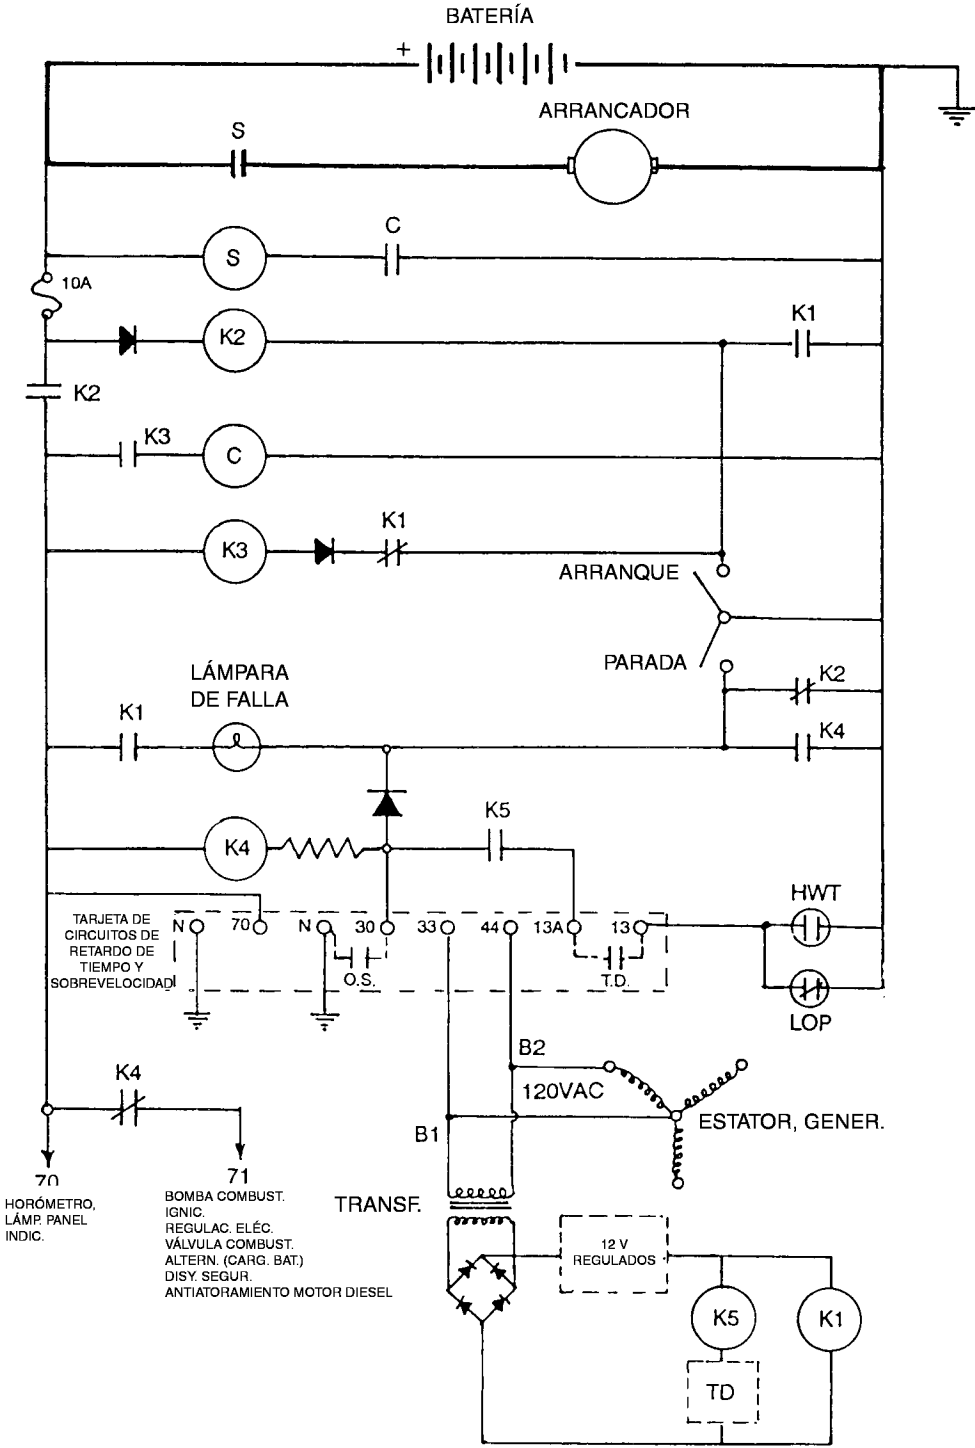 BATERÍA
+
ARRANCADOR
S
C
S
10A
K1
K2
K2
K3
C
K1
K3
ARRANQUE
PARADA
LÁMPARA
DE FALLA
K2
K1
K4
K5
K4
HWT
TARJETA DE
CIRCUITOS DE
RETARDO DE
TIEMPO Y
SOBREVELOCIDAD
N
70
N
30
33
44
13A
13
O.S.
T.D.
LOP
B2
120VAC
K4
B1
ESTATOR, GENER.
70
HORÓMETRO,
LÁMP. PANEL
INDIC.
71
BOMBA COMBUST.
IGNIC.
REGULAC. ELÉC.
VÁLVULA COMBUST.
ALTERN. (CARG. BAT.)
DISY. SEGUR.
ANTIATORAMIENTO MOTOR DIESEL
TRANSF.
12 V
REGULADOS
K5
K1
TD